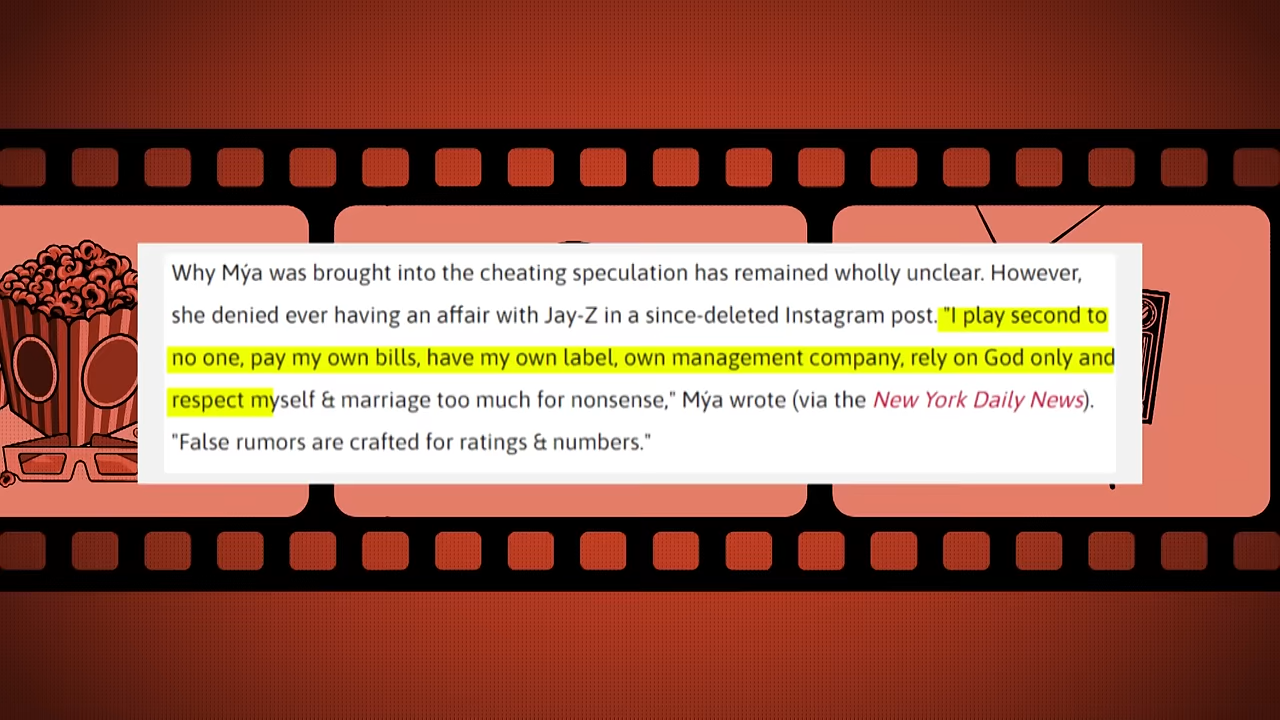 Why Mýa was brought into the cheating speculation has remained wholly unclear. However,
she denied ever having an affair with Jay-Z in a since-deleted Instagram post. "I play second to
no one, pay my own bills, have my own label, own management company, rely on God only and
respect myself & marriage too much for nonsense," Mýa wrote (via the New York Daily News).
"False rumors are crafted for ratings & numbers."